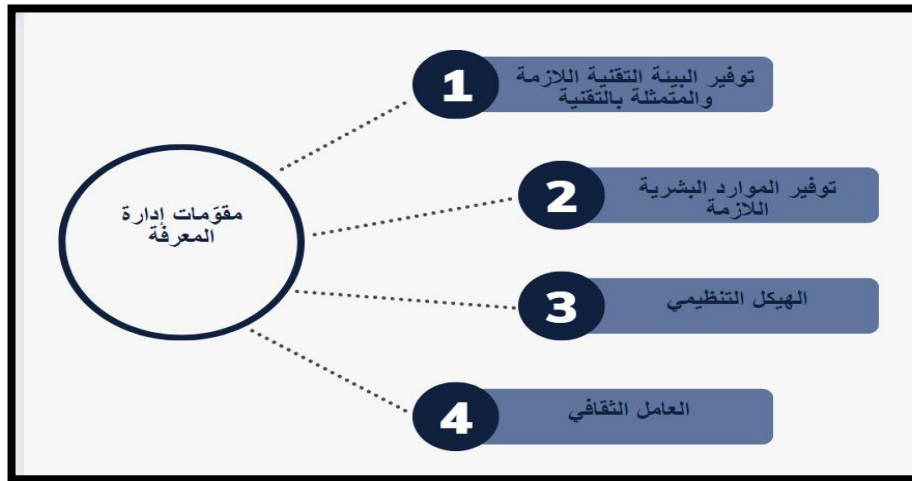 مقوّمات إدارة
المعرفة
1
توفير البيئة التقنية اللازمة
والمتمثلة بالتقنية
2
توفير الموارد البشرية
اللازمة
3
الهيكل التنظيمي
4
العامل الثقافي